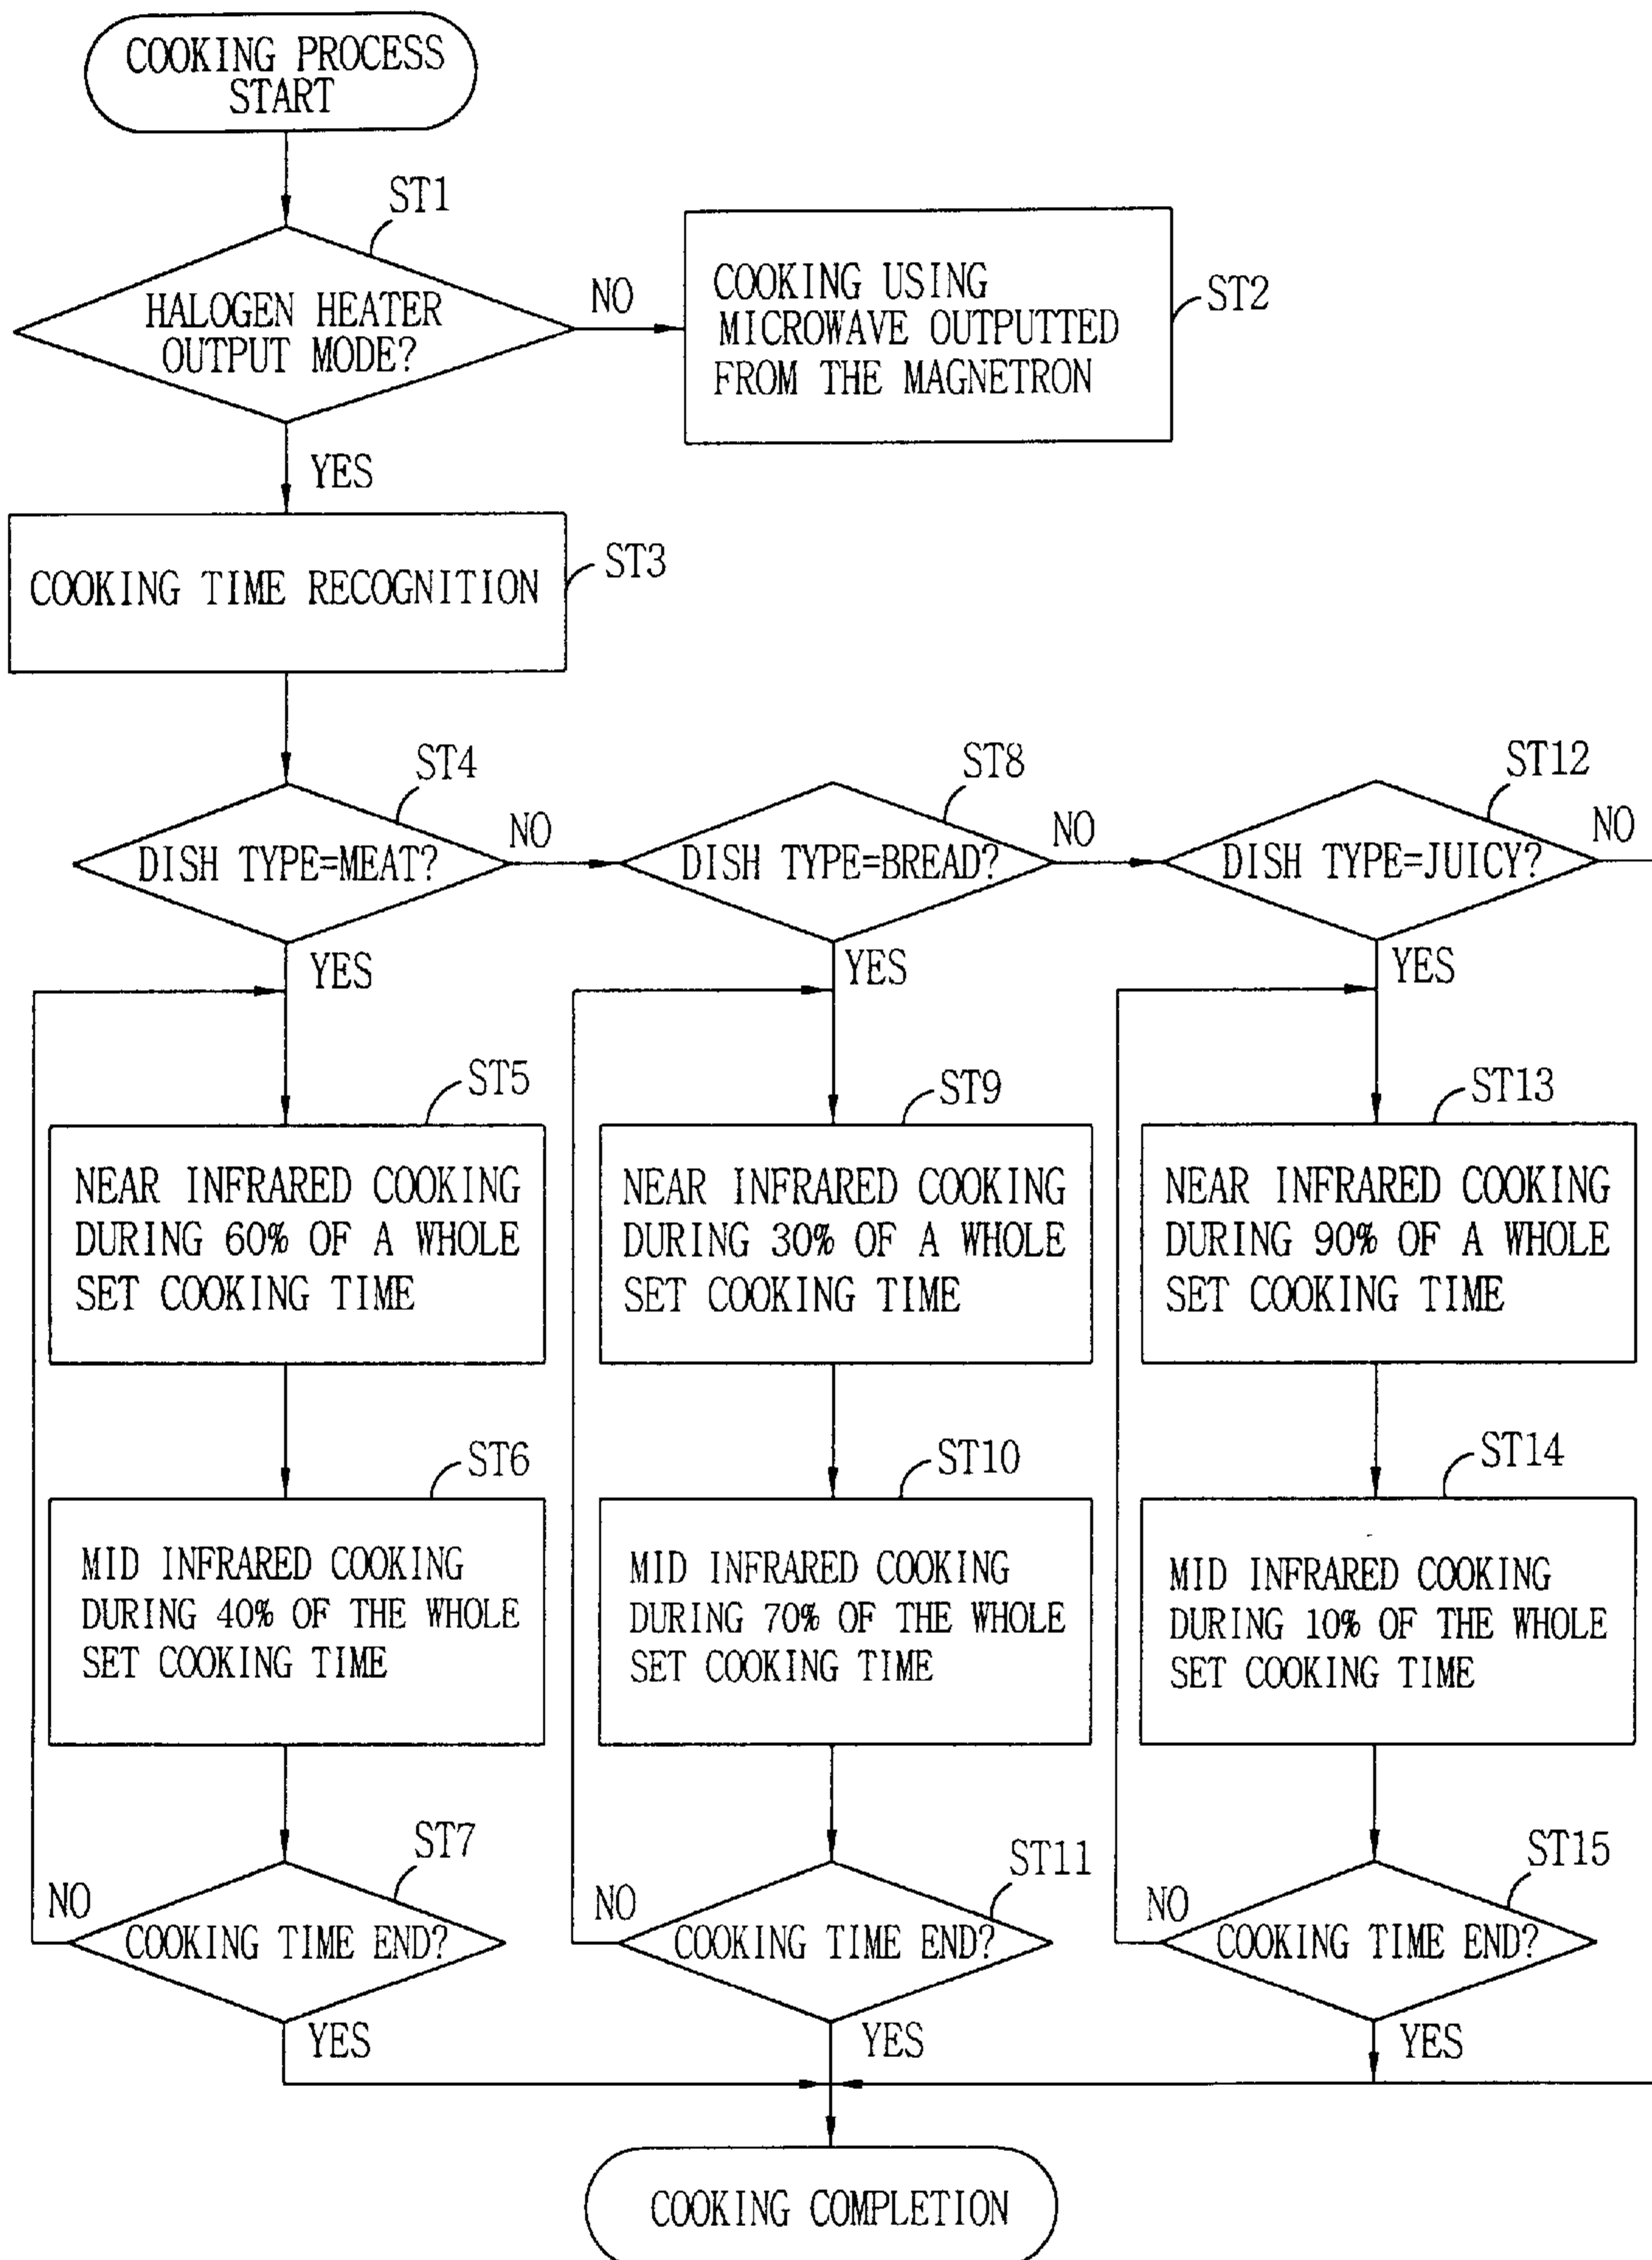 COOKING PROCESS
START
ST1
HALOGEN HEATER
OUTPUT MODE?
NO
COOKING USING
MICROWAVE OUTPUTTED
FROM THE MAGNETRON
ST2
YES
COOKING TIME RECOGNITION
ST3
ST4
DISH TYPE=MEAT?
NO
ST8
DISH TYPE=BREAD?
NO
ST12
DISH TYPE=JUICY?
NO
YES
YES
YES
ST5
NEAR INFRARED COOKING
DURING 60% OF A WHOLE
SET COOKING TIME
ST9
NEAR INFRARED COOKING
DURING 30% OF A WHOLE
SET COOKING TIME
ST13
NEAR INFRARED COOKING
DURING 90% OF A WHOLE
SET COOKING TIME
ST6
MID INFRARED COOKING
DURING 40% OF THE WHOLE
SET COOKING TIME
ST10
MID INFRARED COOKING
DURING 70% OF THE WHOLE
SET COOKING TIME
ST14
MID INFRARED COOKING
DURING 10% OF THE WHOLE
SET COOKING TIME
ST7
NO
COOKING TIME END?
ST11
NO
COOKING TIME END?
ST15
NO
COOKING TIME END?
YES
YES
YES
COOKING COMPLETION